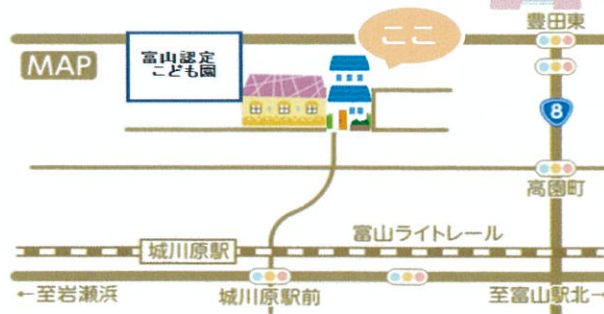 豊田東
ここ
MAP
富山認定
こども園
8
高園町
富山ライトレール
城川原駅
←至岩瀬浜
城川原駅前
至富山駅北→